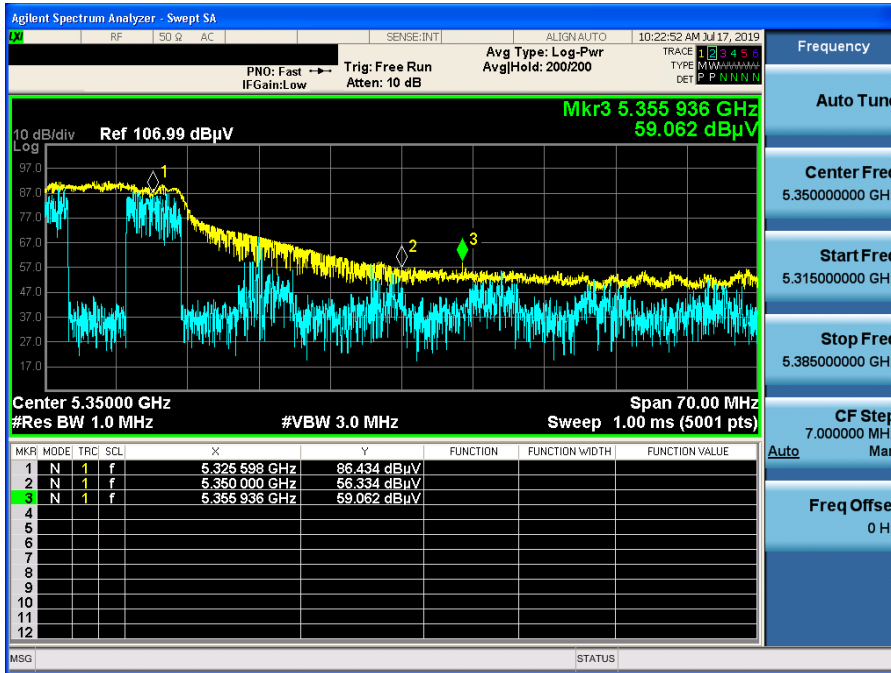 Agilent Spectrum Analyzer - Swept SA
LXI RF 50 Ω AC SENSE:INT ALIGN AUTO 10:22:52 AM Jul 17, 2019
PNO: Fast
IFGain:Low
Trig: Free Run
Atten: 10 dB
Avg Type: Log-Pwr
Avg|Hold: 200/200
TRACE 1 2 3 4 5 6
TYPE M W
DET P P N N N N
Mkr3 5.355 936 GHz
59.062 dBµV
10 dB/div Ref 106.99 dBµV
Log
97.0
87.0
77.0
67.0
57.0
47.0
37.0
27.0
17.0
1
2
3
Center 5.35000 GHz Span 70.00 MHz
#Res BW 1.0 MHz #VBW 3.0 MHz Sweep 1.00 ms (5001 pts)
MKR MODE TRC SCL X Y FUNCTION FUNCTION WIDTH FUNCTION VALUE
1 N 1 f 5.325 598 GHz 86.434 dBµV
2 N 1 f 5.350 000 GHz 56.334 dBµV
3 N 1 f 5.355 936 GHz 59.062 dBµV
4
5
6
7
8
9
10
11
12
MSG STATUS
Frequency
Auto Tune
Center Freq
5.350000000 GH
Start Freq
5.315000000 GH
Stop Freq
5.385000000 GH
CF Step
7.000000 MH
Auto Man
Freq Offse
0 H